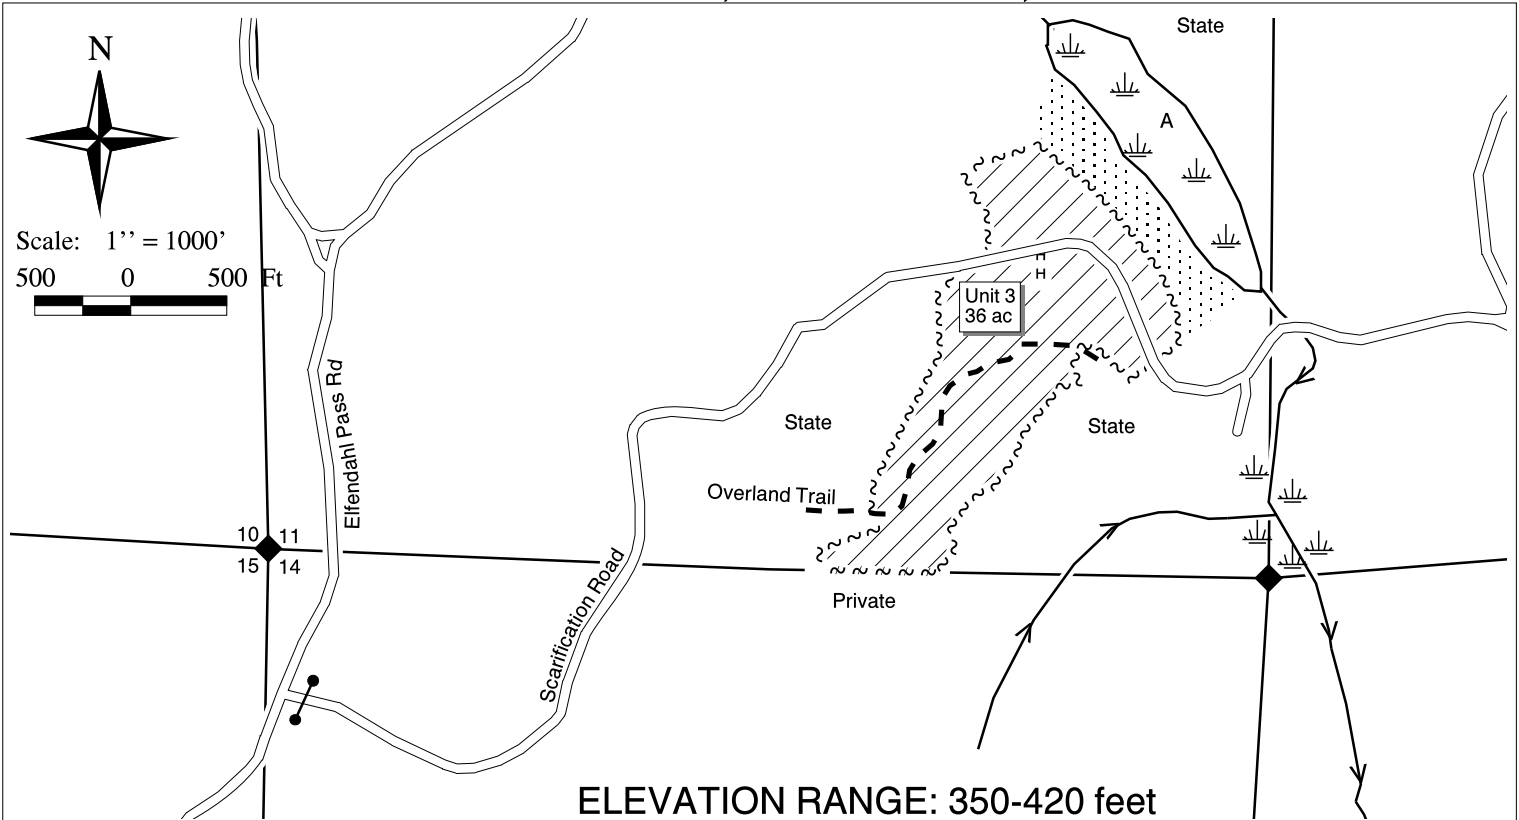 State
N
A
Scale: 1'' = 1000'
500 0 500 Ft
H
H
Unit 3
36 ac
Elfendahl Pass Rd
State
State
Overland Trail
10 11
15 14
Scarification Road
Private
ELEVATION RANGE: 350-420 feet